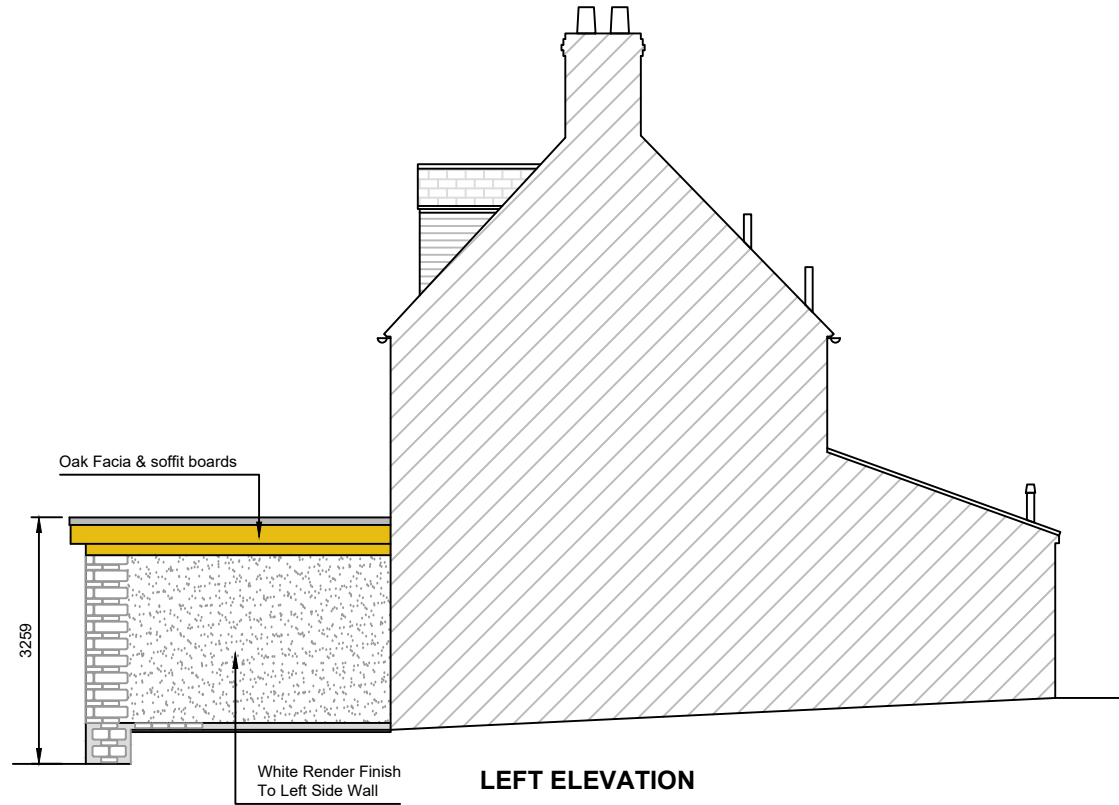 Oak Facia & soffit boards
3259
White Render Finish
To Left Side Wall
LEFT ELEVATION